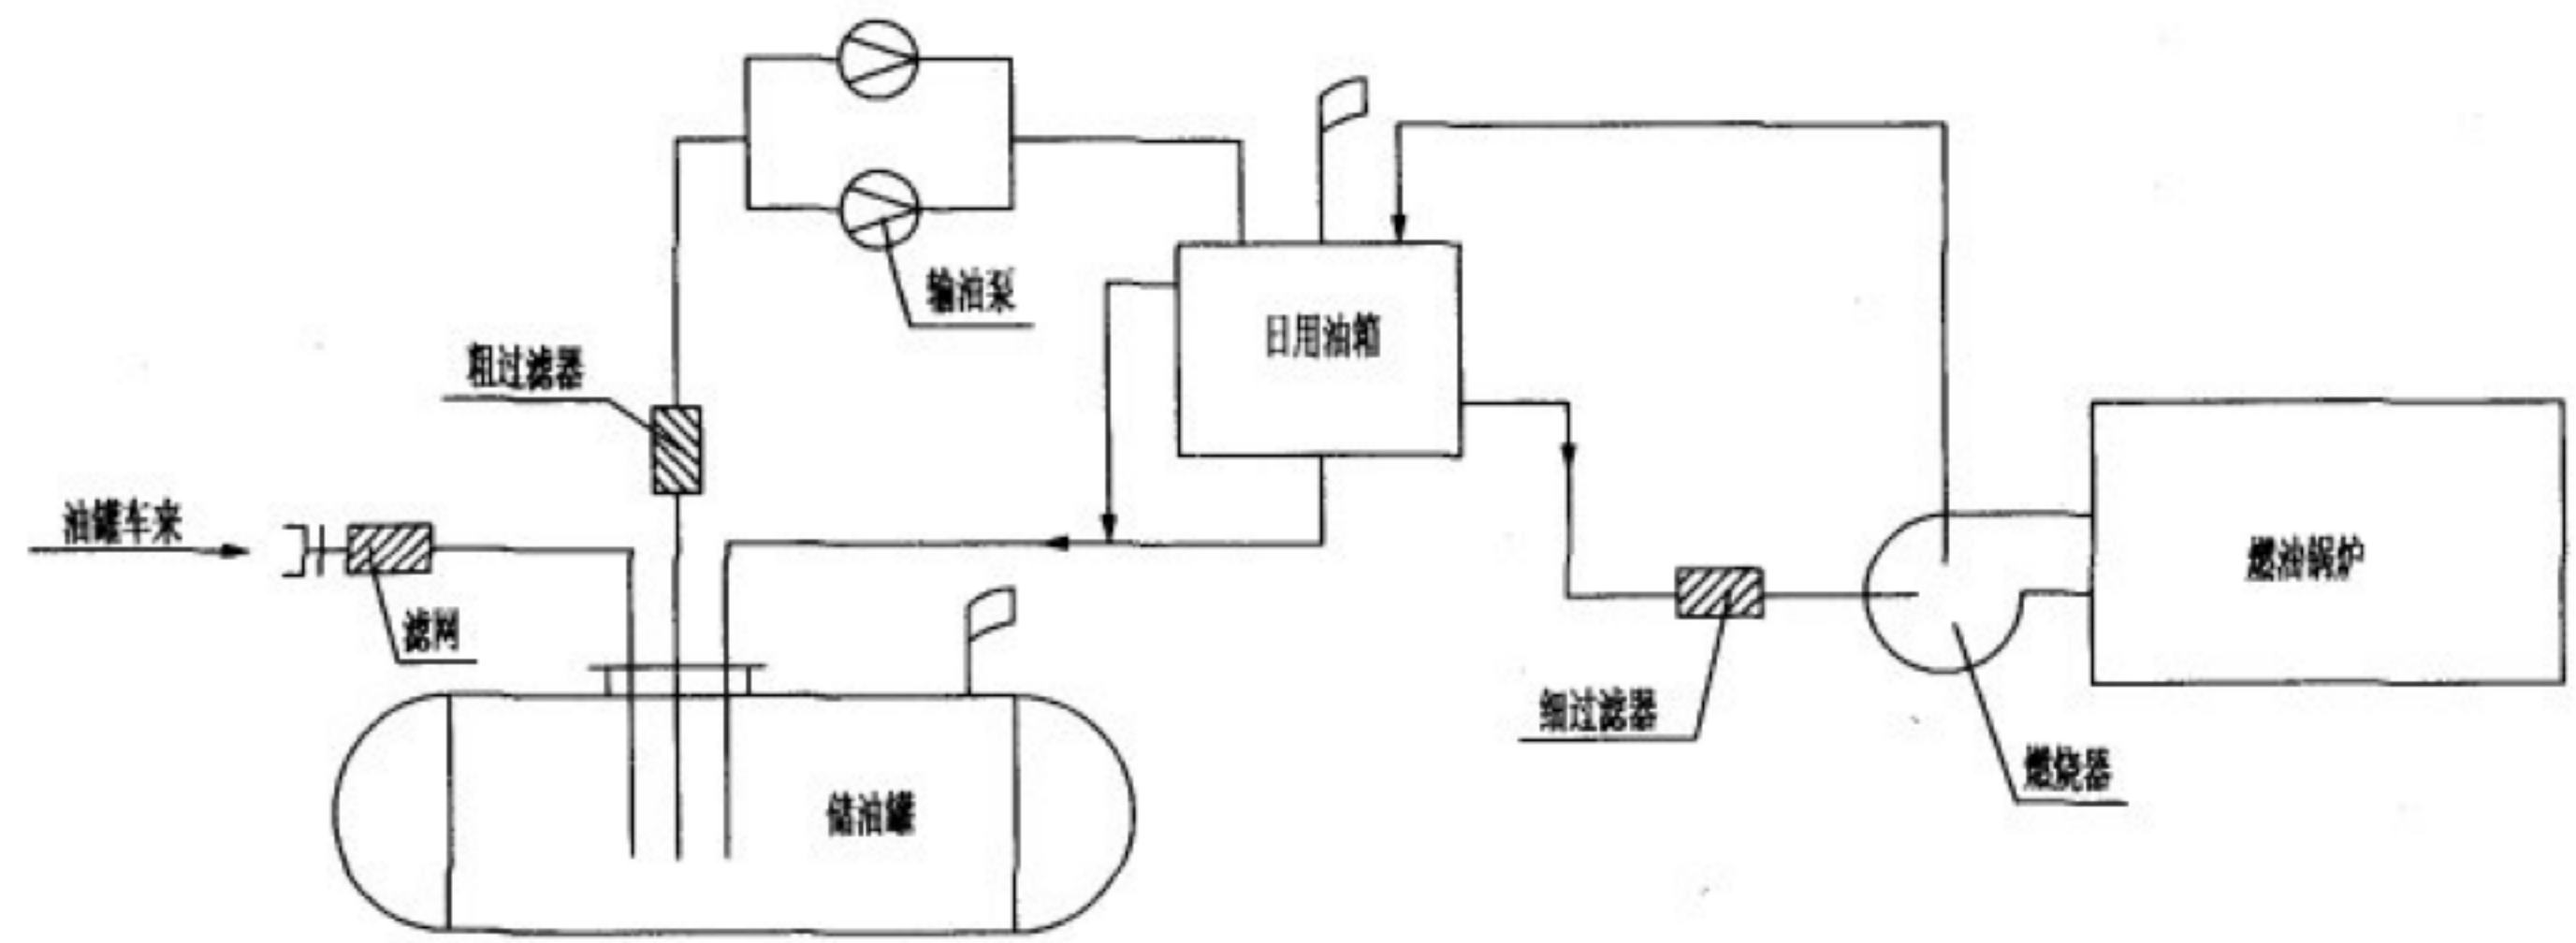 输油泵
日用油箱
粗过滤器
油罐车来
滤网
燃油锅炉
细过滤器
燃烧器
储油罐